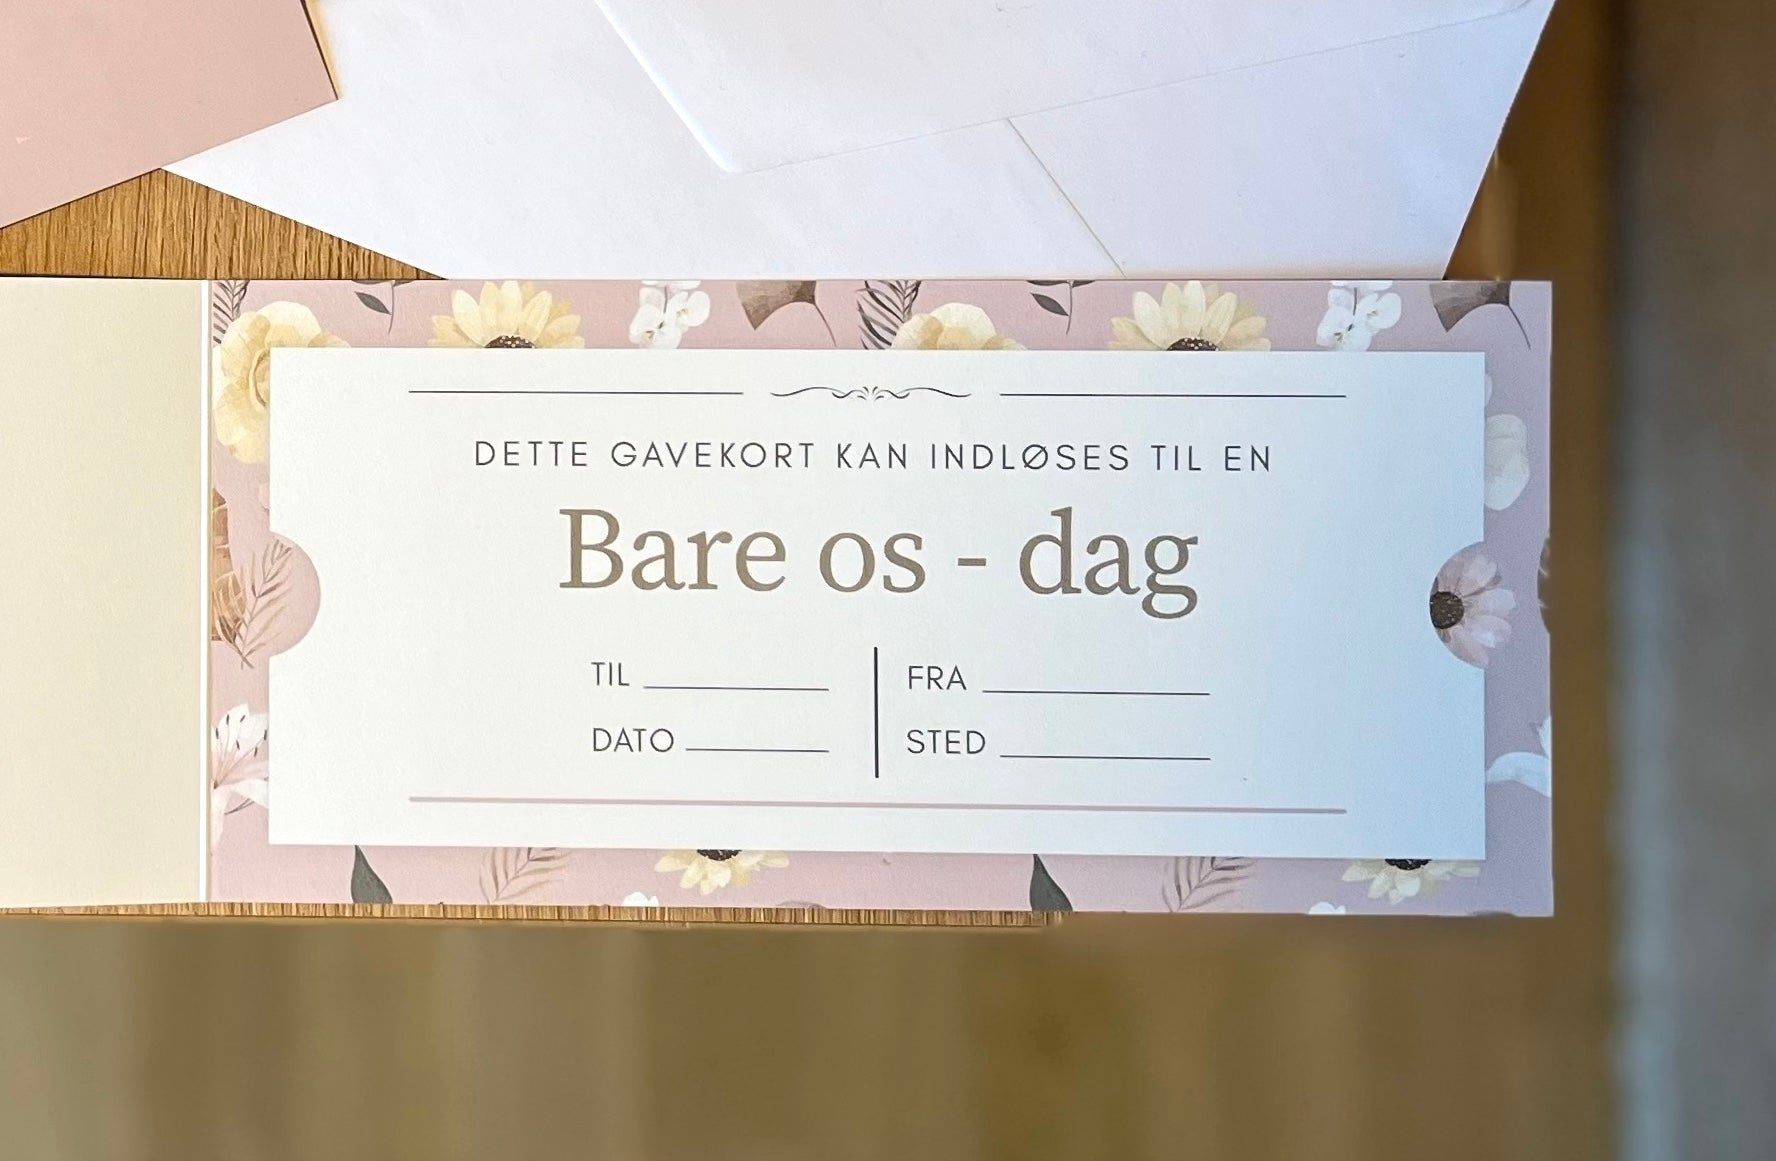 DETTE GAVEKORT KAN INDLØSES TIL EN
Bare os - dag
TIL FRA
DATO STED